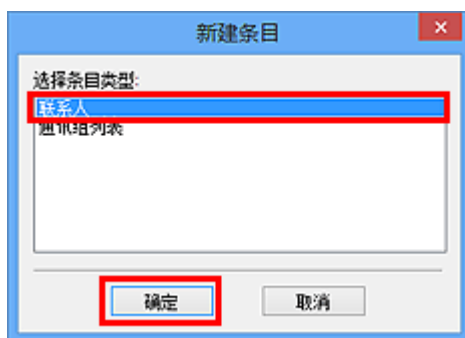 新建条目
选择条目类型:
联系人
通讯组列表
确定
取消